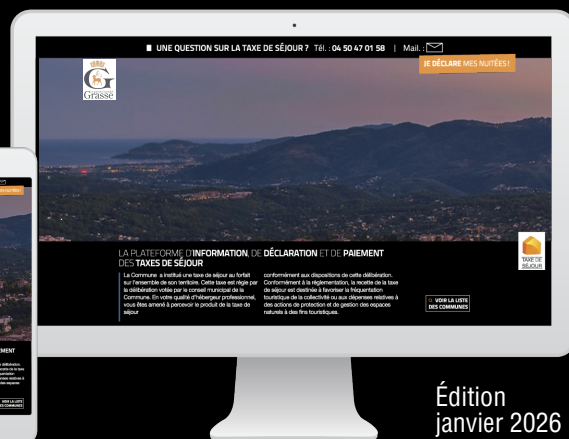 ■ UNE QUESTION SUR LA TAXE DE SÉJOUR ? Tél. : 04 50 47 01 58 | Mail. :
JE DÉCLARE MES NUITÉES !
G
Grasse
LA PLATEFORME D'INFORMATION, DE DÉCLARATION ET DE PAIEMENT
DES TAXES DE SÉJOUR
La Commune a institué une taxe de séjour au forfait
sur l'ensemble de son territoire. Cette taxe est régie par
la délibération votée par le conseil municipal de la
Commune. En votre qualité d'hébergeur professionnel,
vous êtes amené à percevoir le produit de la taxe de
séjour
conformément aux dispositions de cette délibération.
Conformément à la réglementation, la recette de la taxe
de séjour est destinée à favoriser la fréquentation
touristique de la collectivité ou aux dépenses relatives à
des actions de protection et de gestion des espaces
naturels à des fins touristiques.
TAXE DE
SÉJOUR
VOIR LA LISTE
DES COMMUNES
Édition
janvier 2026